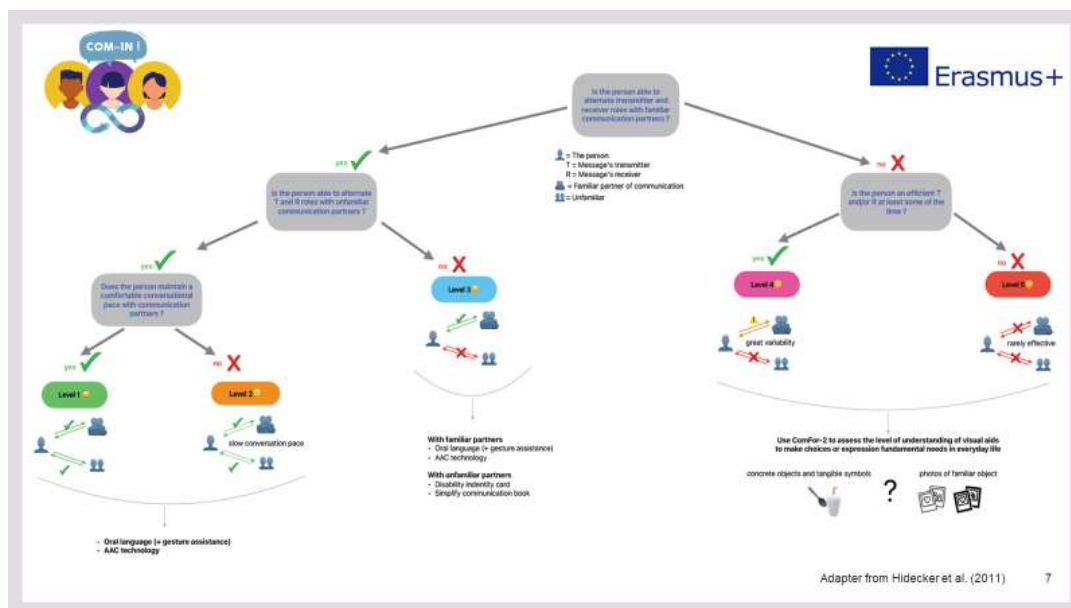 COM-IN !
Erasmus+
Is the person able to
alternate transmitter and
receiver roles with familiar
communication partners ?
= The person
T = Message's transmitter
R = Message's receiver
= Familiar partner of communication
= Unfamiliar
yes
no
Is the person able to alternate
T and R roles with unfamiliar
communication partners ?
Is the person an efficient T
and/or R at least some of the
time ?
yes
no
yes
no
Does the person maintain a
comfortable conversational
pace with communication
partners ?
Level 3
Level 4
Level 5
great variability
rarely effective
yes
no
Level 1
Level 2
slow conversation pace
With familiar partners
- Oral language (+ gesture assistance)
- AAC technology
With unfamiliar partners
- Disability indentity card
- Simplify communication book
Use ComFor-2 to assess the level of understanding of visual aids
to make choices or expression fundamental needs in everyday life
concrete objects and tangible symbols
?
photos of familiar object
- Oral language (+ gesture assistance)
- AAC technology
Adapter from Hidecker et al. (2011)
7